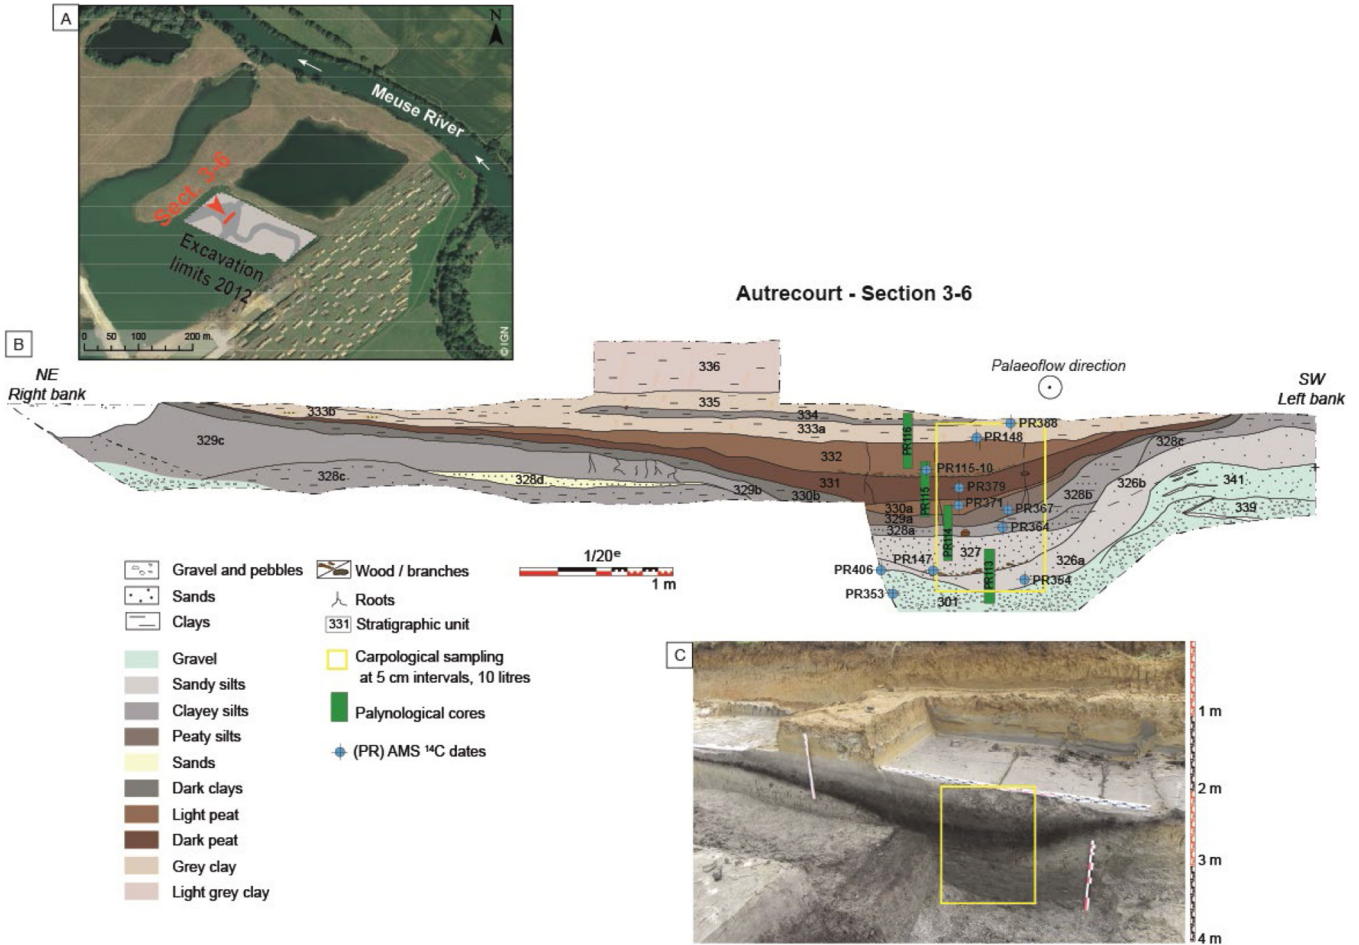 A
N
Meuse River
Sect. 3-6
Excavation
limits 2012
0 50 100 200 m.
© IGN
Autrecourt - Section 3-6
B
NE
Right bank
Palaeoflow direction
SW
Left bank
336
335
334
333b
333a
PR116
PR388
PR148
329c
332
328c
328c
PR115-10
331
PR379
326b
341
328d
329b
330b
PR115
PR371
328b
330a
PR367
339
329a
328a
PR364
PR114
327
326a
PR147
PR406
PR113
PR354
PR353
301
1/20e
1 m
Gravel and pebbles
Sands
Clays
Gravel
Sandy silts
Clayey silts
Peaty silts
Sands
Dark clays
Light peat
Dark peat
Grey clay
Light grey clay
Wood / branches
Roots
331 Stratigraphic unit
Carpological sampling
at 5 cm intervals, 10 litres
Palynological cores
(PR) AMS ¹⁴C dates
C
1 m
2 m
3 m
4 m